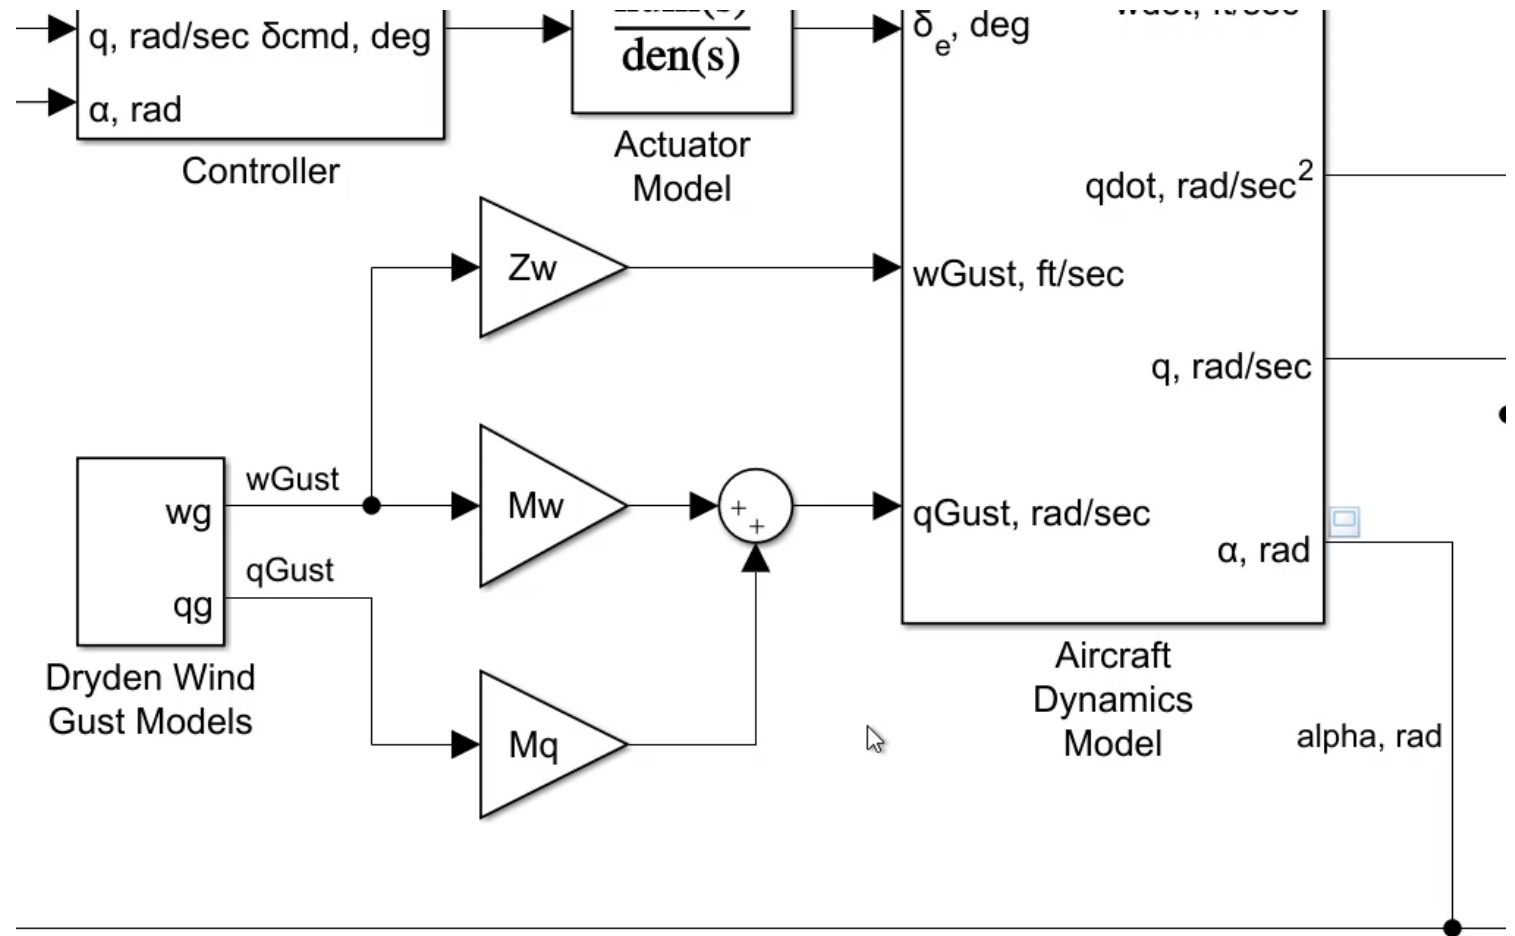 q, rad/sec δcmd, deg
α, rad
Controller
den(s)
Actuator
Model
δe, deg
qdot, rad/sec2
Zw
wGust, ft/sec
q, rad/sec
wGust
wg
Mw
+
+
qGust, rad/sec
α, rad
qGust
qg
Dryden Wind
Gust Models
Mq
Aircraft
Dynamics
Model
alpha, rad